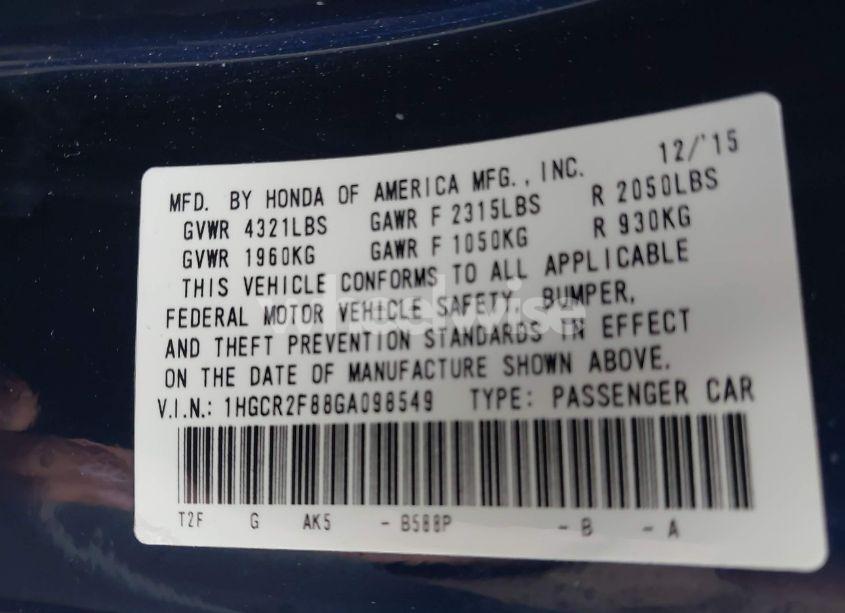 12/'15
MFD. BY HONDA OF AMERICA MFG., INC.
GVWR 4321LBS GAWR F 2315LBS R 2050LBS
GVWR 1960KG GAWR F 1050KG R 930KG
THIS VEHICLE CONFORMS TO ALL APPLICABLE
FEDERAL MOTOR VEHICLE SAFETY, BUMPER,
AND THEFT PREVENTION STANDARDS IN EFFECT
ON THE DATE OF MANUFACTURE SHOWN ABOVE.
V.I.N.: 1HGCR2F88GA098549 TYPE: PASSENGER CAR
T2F G AK5 - B588P - B - A
wheelwise